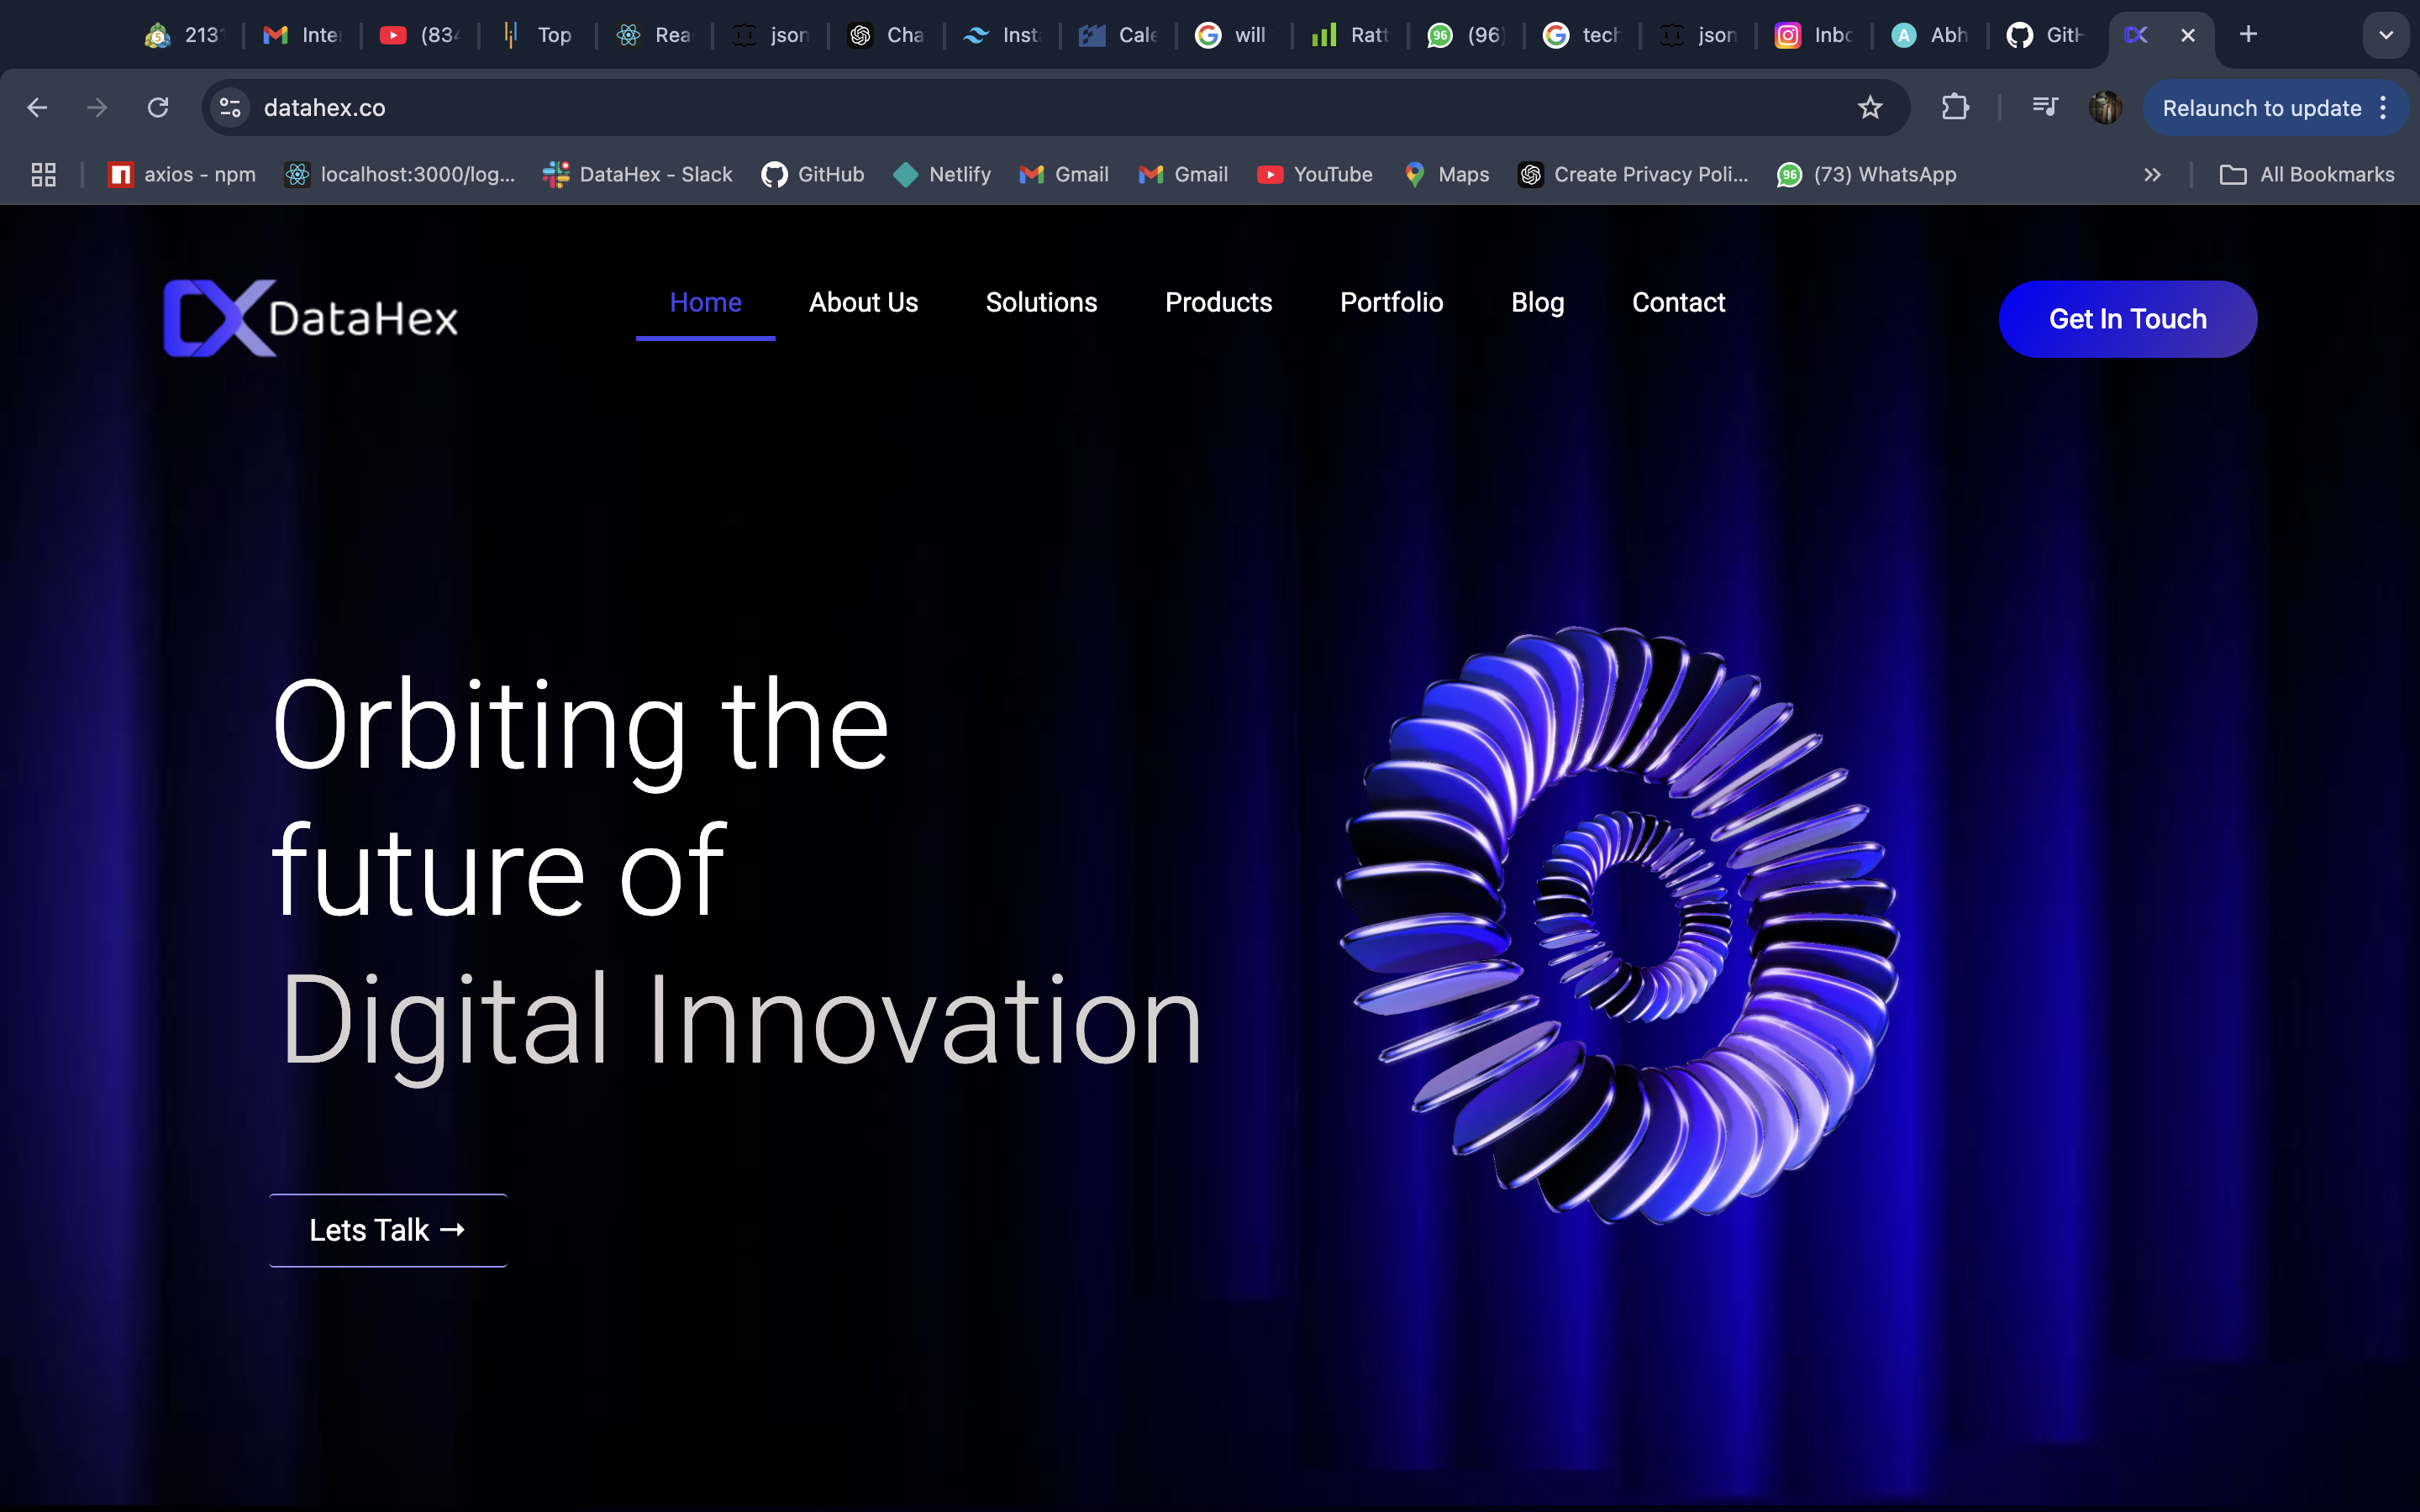 213
Inte
(834
Top
Rea
json
Cha
Inst
Cale
will
Ratt
96
(96)
tech
json
Inbo
A
Abh
GitH
datahex.co
Relaunch to update
axios - npm
localhost:3000/log...
DataHex - Slack
GitHub
Netlify
Gmail
Gmail
YouTube
Maps
Create Privacy Poli...
96
(73) WhatsApp
All Bookmarks
DataHex
Home
About Us
Solutions
Products
Portfolio
Blog
Contact
Get In Touch
Orbiting the
future of
Digital Innovation
Lets Talk →